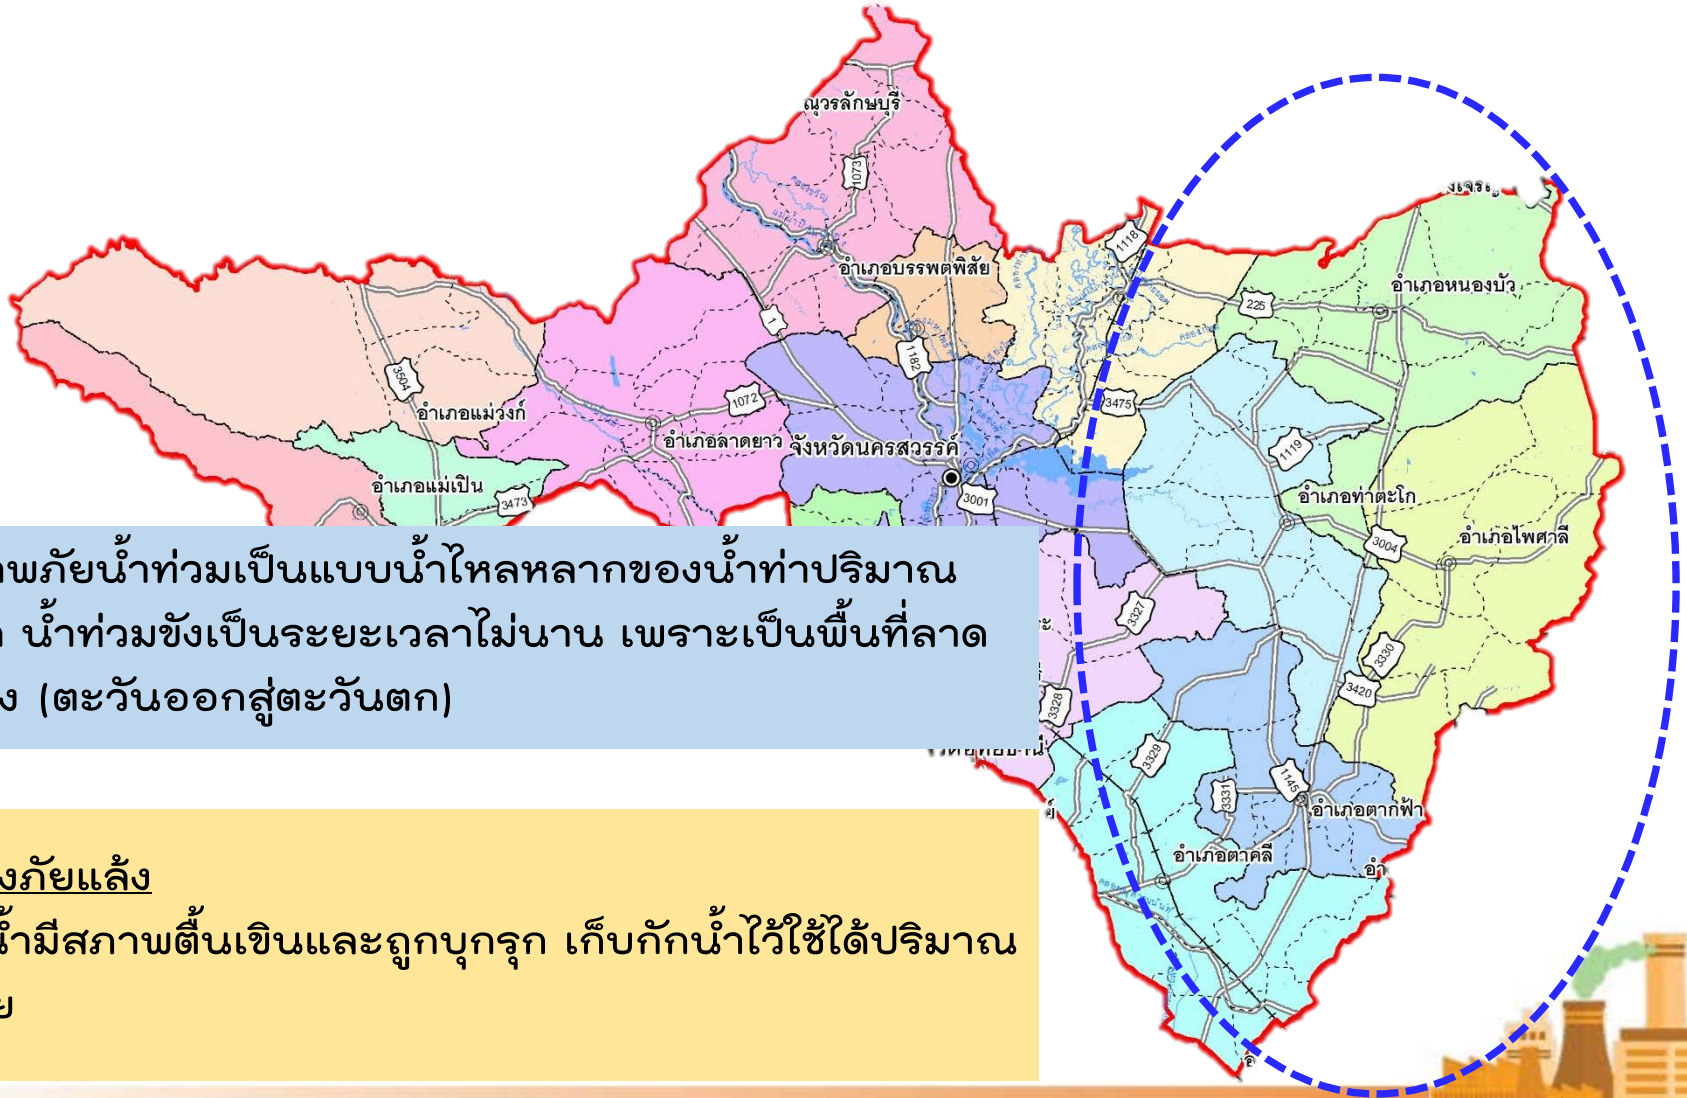 ณุวรลักษบุรี
1073
1118
อำเภอบรรพตพิสัย
อำเภอหนองบัว
225
1
1182
3504
1072
3475
อำเภอแม่วงก์
อำเภอลาดยาว
จังหวัดนครสวรรค์
1119
อำเภอแม่เปิน
3473
3001
อำเภอท่าตะโก
อำเภอไพศาลี
3004
าพภัยน้ำท่วมเป็นแบบน้ำไหลหลากของน้ำท่าปริมาณ
น้ำท่วมขังเป็นระยะเวลาไม่นาน เพราะเป็นพื้นที่ลาด
ง (ตะวันออกสู่ตะวันตก)
3327
3330
3420
3328
3329
1145
3331
อำเภอตากฟ้า
อำเภอตาคลี
อำ
งภัยแล้ง
น้ำมีสภาพตื้นเขินและถูกบุกรุก เก็บกักน้ำไว้ใช้ได้ปริมาณ
ย